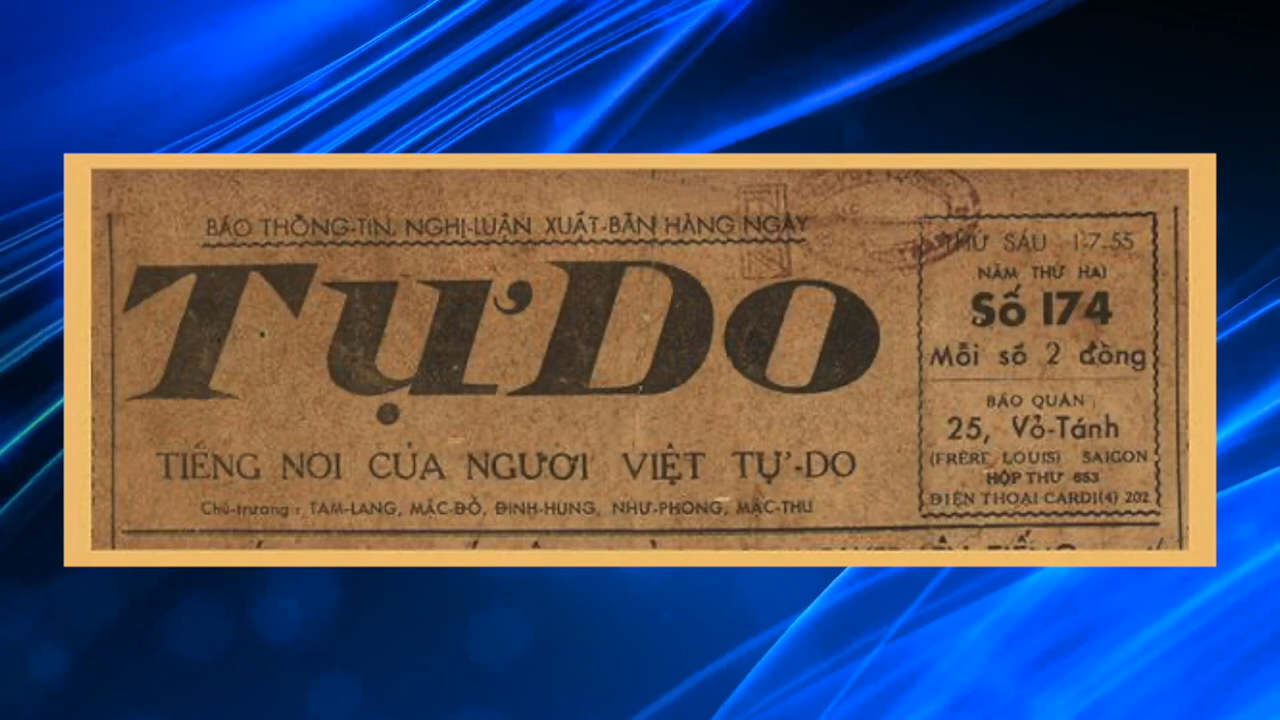 BÁO THÔNG-TIN, NGHỊ-LUẬN XUẤT-BẢN HÀNG NGÀY
Tự Do
TIẾNG NÓI CỦA NGƯỜI VIỆT TỰ-DO
Chủ-trương : TAM-LANG, MẶC-ĐỖ, ĐINH-HÙNG, NHƯ-PHONG, MẶC-THU
THỨ SÁU 1-7.55
NĂM THỨ HAI
Số 174
Mỗi số 2 đồng
BÁO QUÁN
25, Võ-Tánh
(FRÈRE LOUIS) SAIGON
HỘP THƯ 653
ĐIỆN THOẠI CARDI(4) 202